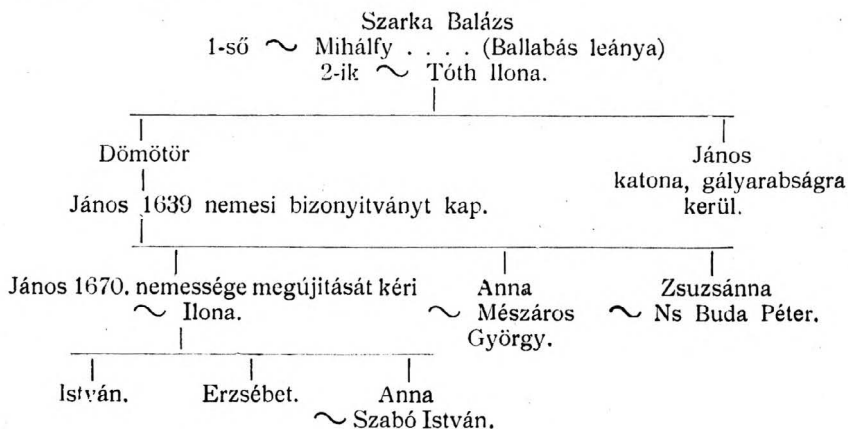 Szarka Balázs
1-ső ~ Mihálfy . . . . (Ballabás leánya)
2-ik ~ Tóth Ilona.
Dömötör
János 1639 nemesi bizonyitványt kap.
János
katona, gályarabságra
kerül.
János 1670. nemessége megújitását kéri
~ Ilona.
Anna
~ Mészáros
György.
Zsuzsánna
~ Ns Buda Péter.
István.
Erzsébet.
Anna
~ Szabó István.